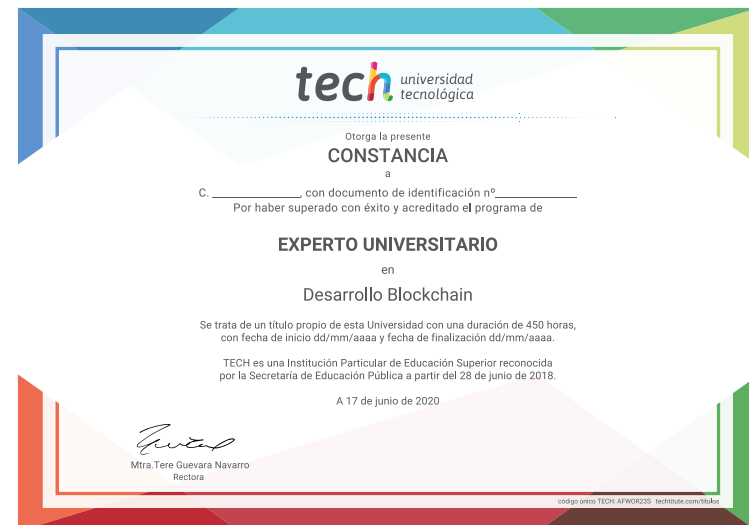 tech universidad
tecnológica
Otorga la presente
CONSTANCIA
a
C. ______________, con documento de identificación nº_____________
Por haber superado con éxito y acreditado el programa de
EXPERTO UNIVERSITARIO
en
Desarrollo Blockchain
Se trata de un título propio de esta Universidad con una duración de 450 horas,
con fecha de inicio dd/mm/aaaa y fecha de finalización dd/mm/aaaa.
TECH es una Institución Particular de Educación Superior reconocida
por la Secretaría de Educación Pública a partir del 28 de junio de 2018.
A 17 de junio de 2020
Mtra.Tere Guevara Navarro
Rectora
código único TECH: AFWOR23S techtitute.com/titulos